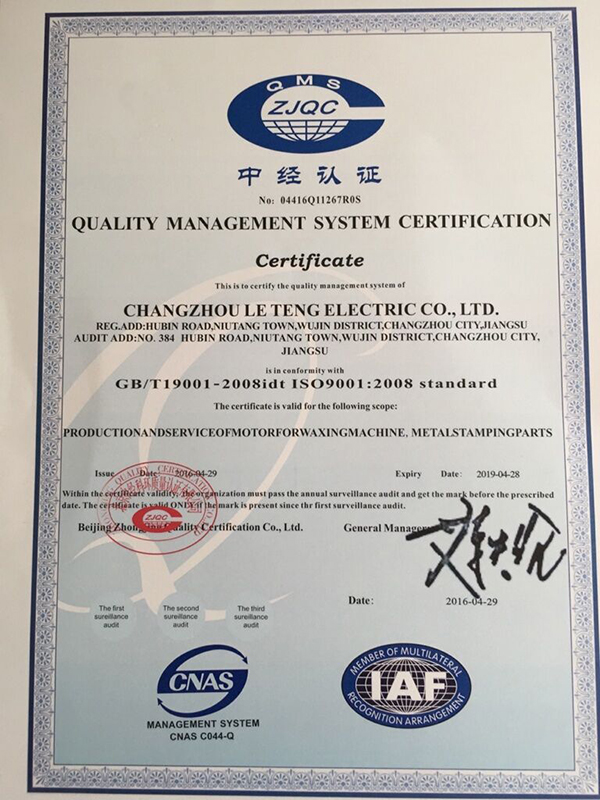 QMS
ZJQC
中经认证
No: 04416Q11267R0S
QUALITY MANAGEMENT SYSTEM CERTIFICATION
Certificate
This is to certify the quality management system of
CHANGZHOU LE TENG ELECTRIC CO., LTD.
REG.ADD:HUBIN ROAD,NIUTANG TOWN,WUJIN DISTRICT,CHANGZHOU CITY,JIANGSU
AUDIT ADD:NO. 384 HUBIN ROAD,NIUTANG TOWN,WUJIN DISTRICT,CHANGZHOU CITY,
JIANGSU
is in conformity with
GB/T19001-2008idt ISO9001:2008 standard
The certificate is valid for the following scope:
PRODUCTIONANDSERVICEOFMOTORFORWAXINGMACHINE, METALSTAMPINGPARTS
Issue Date: 2016-04-29 Expiry Date: 2019-04-28
Within the certificate validity, the organization must pass the annual surveillance audit and get the mark before the prescribed
date. The certificate is valid ONLY if the mark is present since thr first surveillance audit.
ZJQC
Beijing Quality Certification Co., Ltd. General Manager
Date: 2016-04-29
The first
sureillance
audit
The second
sureillance
audit
The third
sureillance
audit
CNAS
MANAGEMENT SYSTEM
CNAS C044-Q
MEMBER OF MULTILATERAL
IAF
RECOGNITION ARRANGEMENT